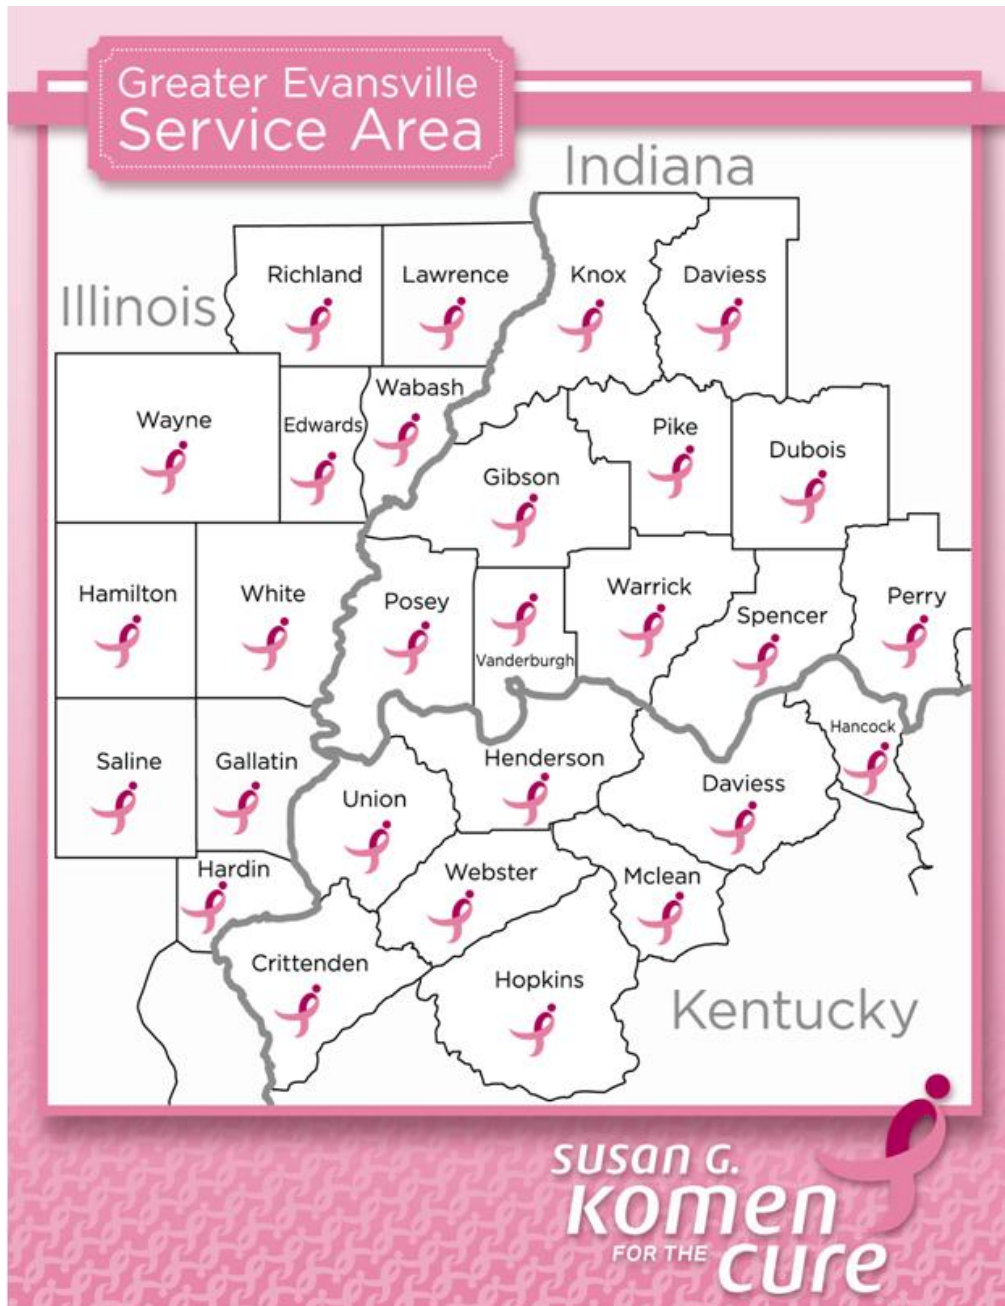 Greater Evansville
Service Area
Indiana
Illinois
Richland
Lawrence
Knox
Daviess
Wabash
Wayne
Edwards
Pike
Dubois
Gibson
Hamilton
White
Posey
Vanderburgh
Warrick
Spencer
Perry
Hancock
Saline
Gallatin
Union
Henderson
Daviess
Hardin
Webster
Mclean
Crittenden
Hopkins
Kentucky
susan G.
komen
FOR THE cure